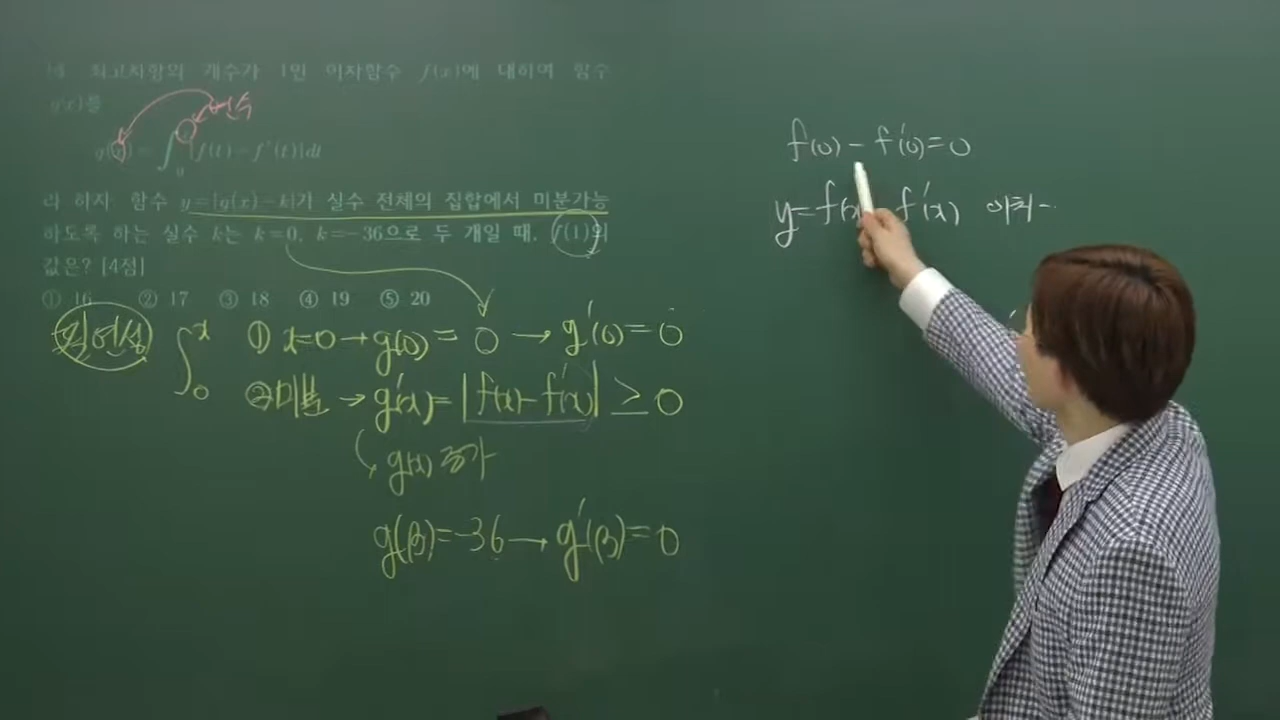 최고차항의 계수가 1인 이차함수 f(x)에 대하여 함수
g(x)를
변수
g(x) = ∫ |f(t)-f'(t)|dt
0
라 하자. 함수 y=|g(x)-k|가 실수 전체의 집합에서 미분가능
하도록 하는 실수 k는 k=0, k=-36으로 두 개일 때, f(1)의
값은? [4점]
① 16 ② 17 ③ 18 ④ 19 ⑤ 20
∫₀ˣ ① x=0→g(0)= 0 → g'(0)=0
②미분 → g'(x)=|f(x)-f'(x)| ≥ 0
g(x) 증가
g(β)=-36→g'(β)=0
f(0)-f'(0)=0
y=f(x) f'(x) 이차